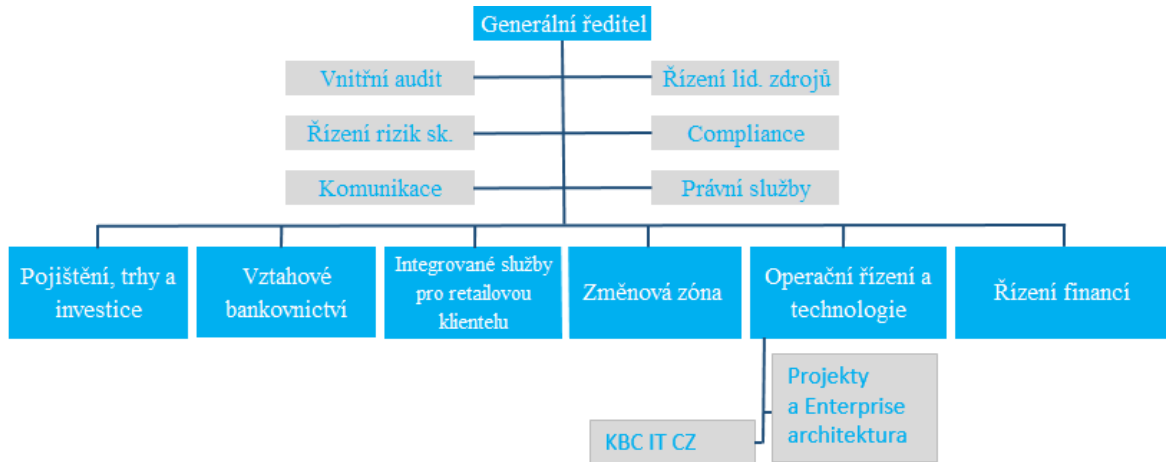 Generální ředitel
Vnitřní audit
Řízení lid. zdrojů
Řízení rizik sk.
Compliance
Komunikace
Právní služby
Pojištění, trhy a
investice
Vztahové
bankovnictví
Integrované služby
pro retailovou
klientelu
Změnová zóna
Operační řízení a
technologie
Řízení financí
Projekty
a Enterprise
architektura
KBC IT CZ